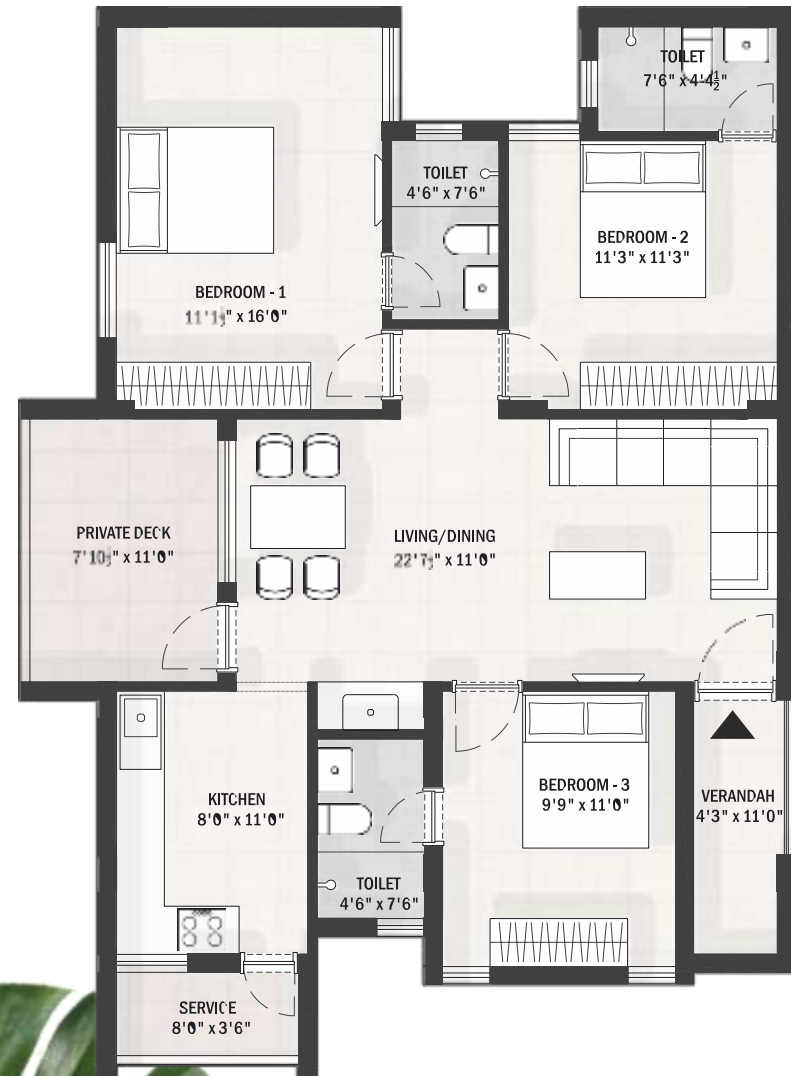 TOILET
7'6" x 4'4½"
TOILET
4'6" x 7'6"
BEDROOM - 2
11'3" x 11'3"
BEDROOM - 1
11'1½" x 16'0"
PRIVATE DECK
7'10½" x 11'0"
LIVING/DINING
22'7½" x 11'0"
KITCHEN
8'0" x 11'0"
BEDROOM - 3
9'9" x 11'0"
VERANDAH
4'3" x 11'0"
TOILET
4'6" x 7'6"
SERVICE
8'0" x 3'6"